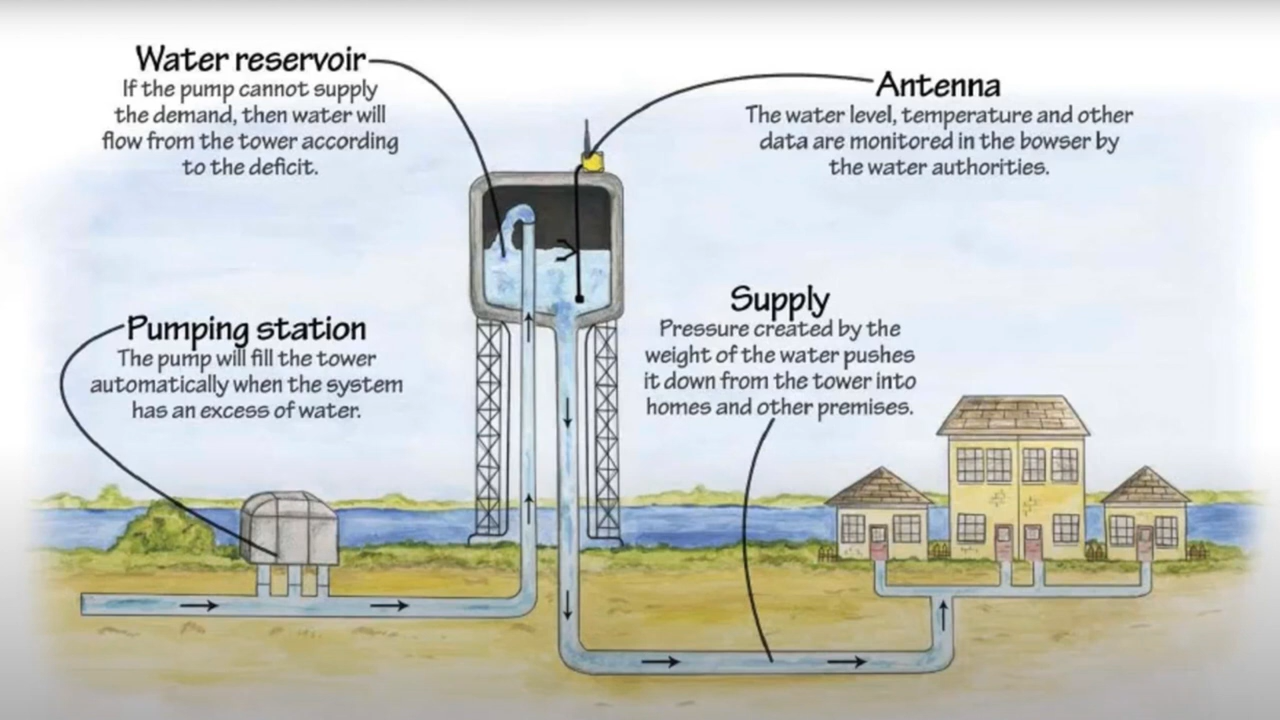 Water reservoir
If the pump cannot supply
the demand, then water will
flow from the tower according
to the deficit.
Antenna
The water level, temperature and other
data are monitored in the bowser by
the water authorities.
Pumping station
The pump will fill the tower
automatically when the system
has an excess of water.
Supply
Pressure created by the
weight of the water pushes
it down from the tower into
homes and other premises.